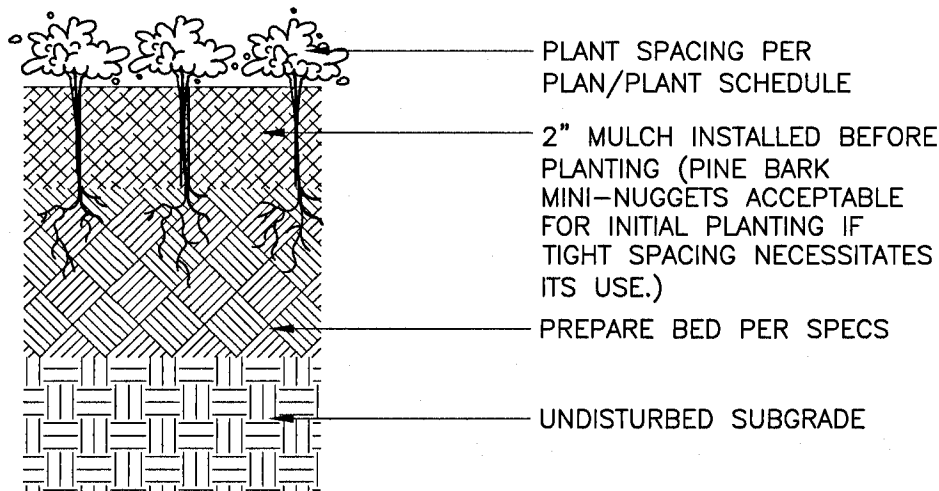 PLANT SPACING PER
PLAN/PLANT SCHEDULE
2" MULCH INSTALLED BEFORE
PLANTING (PINE BARK
MINI-NUGGETS ACCEPTABLE
FOR INITIAL PLANTING IF
TIGHT SPACING NECESSITATES
ITS USE.)
PREPARE BED PER SPECS
UNDISTURBED SUBGRADE